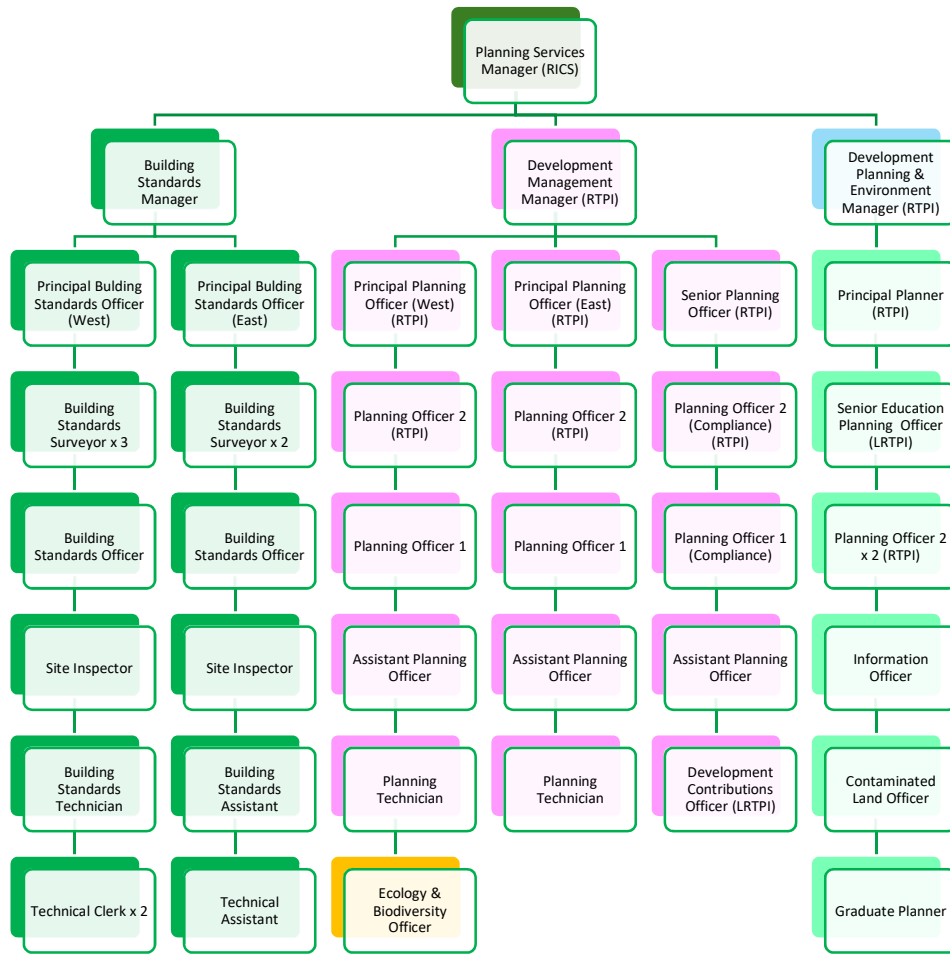 Planning Services
Manager (RICS)
Building
Standards
Manager
Development
Management
Manager (RTPI)
Development
Planning &
Environment
Manager (RTPI)
Principal Bulding
Standards Officer
(West)
Principal Bulding
Standards Officer
(East)
Principal Planning
Officer (West)
(RTPI)
Principal Planning
Officer (East)
(RTPI)
Senior Planning
Officer (RTPI)
Principal Planner
(RTPI)
Building
Standards
Surveyor x 3
Building
Standards
Surveyor x 2
Planning Officer 2
(RTPI)
Planning Officer 2
(RTPI)
Planning Officer 2
(Compliance)
(RTPI)
Senior Education
Planning Officer
(LRTPI)
Building
Standards Officer
Building
Standards Officer
Planning Officer 1
Planning Officer 1
Planning Officer 1
(Compliance)
Planning Officer 2
x 2 (RTPI)
Site Inspector
Site Inspector
Assistant Planning
Officer
Assistant Planning
Officer
Assistant Planning
Officer
Information
Officer
Building
Standards
Technician
Building
Standards
Assistant
Planning
Technician
Planning
Technician
Development
Contributions
Officer (LRTPI)
Contaminated
Land Officer
Technical Clerk x 2
Technical
Assistant
Ecology &
Biodiversity
Officer
Graduate Planner